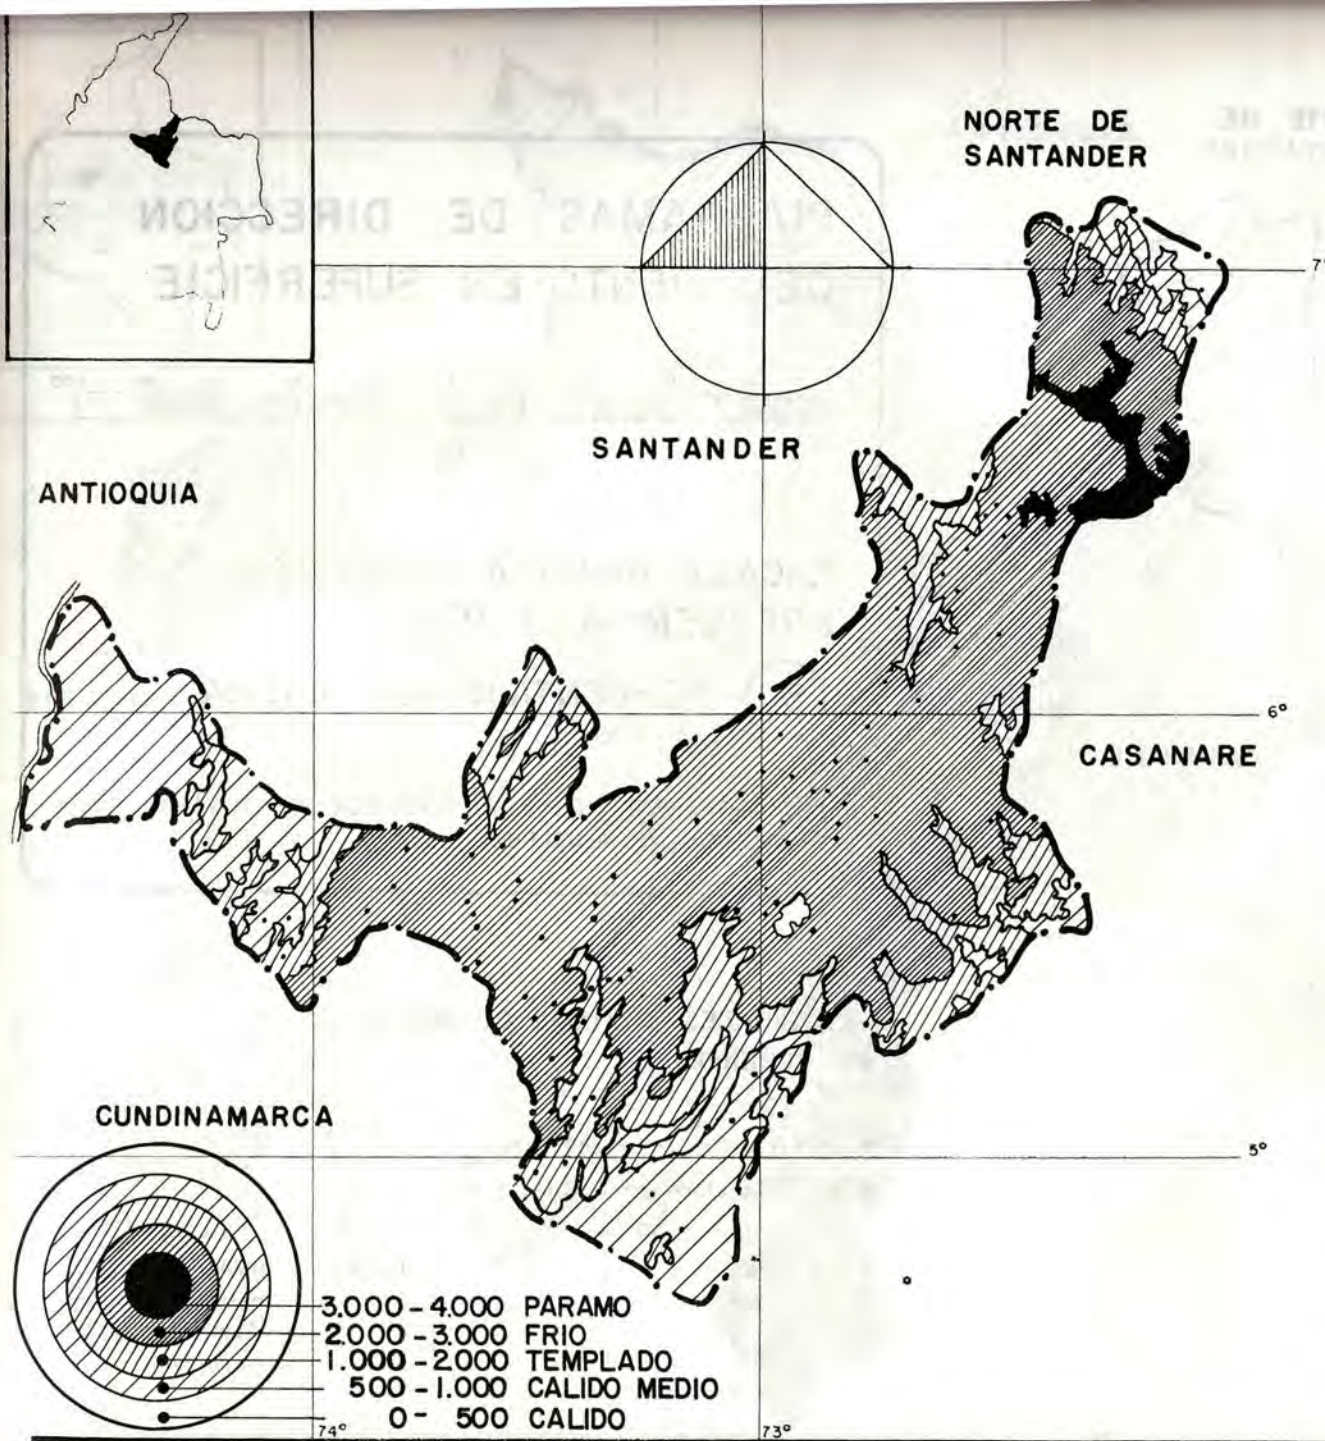 NORTE DE
SANTANDER
7°
SANTANDER
ANTIOQUIA
6°
CASANARE
CUNDINAMARCA
5°
3.000-4.000 PARAMO
2.000-3.000 FRIO
1.000-2.000 TEMPLADO
500-1.000 CALIDO MEDIO
0- 500 CALIDO
74°
73°